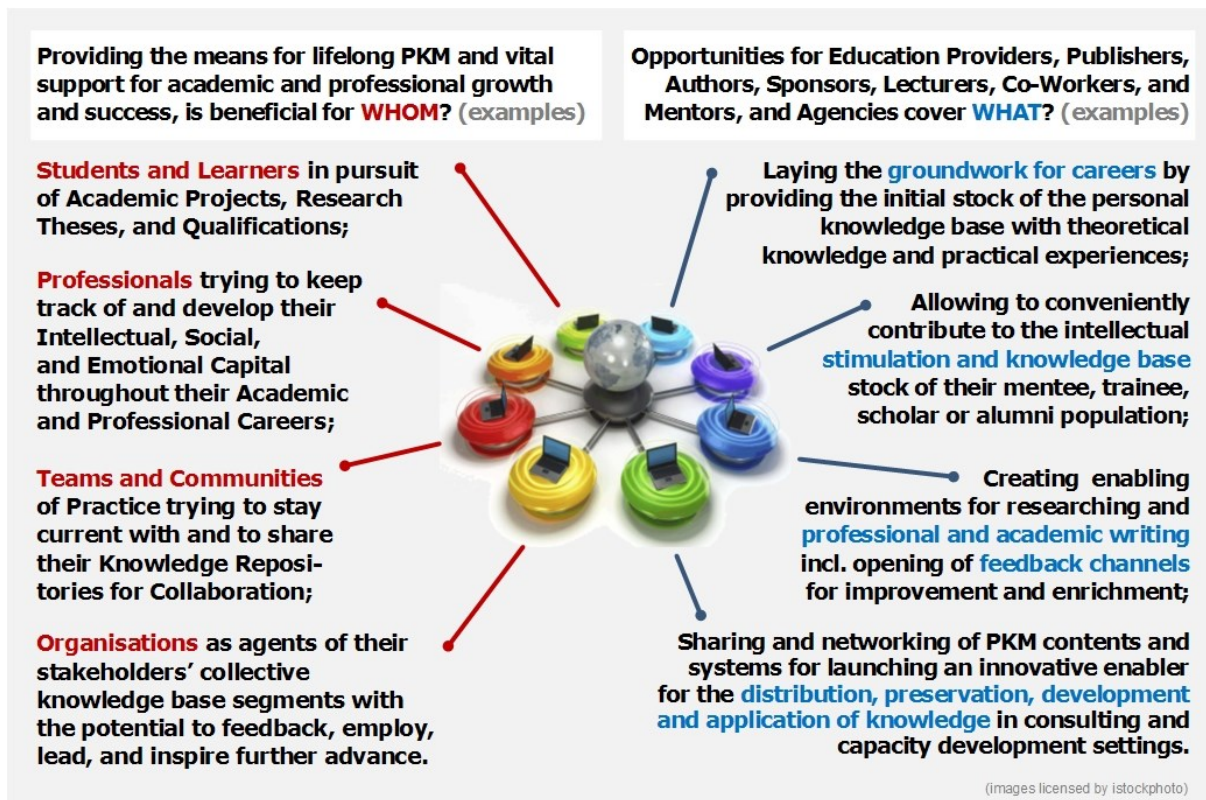 Providing the means for lifelong PKM and vital
support for academic and professional growth
and success, is beneficial for WHOM? (examples)
Students and Learners in pursuit
of Academic Projects, Research
Theses, and Qualifications;
Professionals trying to keep
track of and develop their
Intellectual, Social,
and Emotional Capital
throughout their Academic
and Professional Careers;
Teams and Communities
of Practice trying to stay
current with and to share
their Knowledge Reposi-
tories for Collaboration;
Organisations as agents of their
stakeholders’ collective
knowledge base segments with
the potential to feedback, employ,
lead, and inspire further advance.
Opportunities for Education Providers, Publishers,
Authors, Sponsors, Lecturers, Co-Workers, and
Mentors, and Agencies cover WHAT? (examples)
Laying the groundwork for careers by
providing the initial stock of the personal
knowledge base with theoretical
knowledge and practical experiences;
Allowing to conveniently
contribute to the intellectual
stimulation and knowledge base
stock of their mentee, trainee,
scholar or alumni population;
Creating enabling
environments for researching and
professional and academic writing
incl. opening of feedback channels
for improvement and enrichment;
Sharing and networking of PKM contents and
systems for launching an innovative enabler
for the distribution, preservation, development
and application of knowledge in consulting and
capacity development settings.
(images licensed by istockphoto)